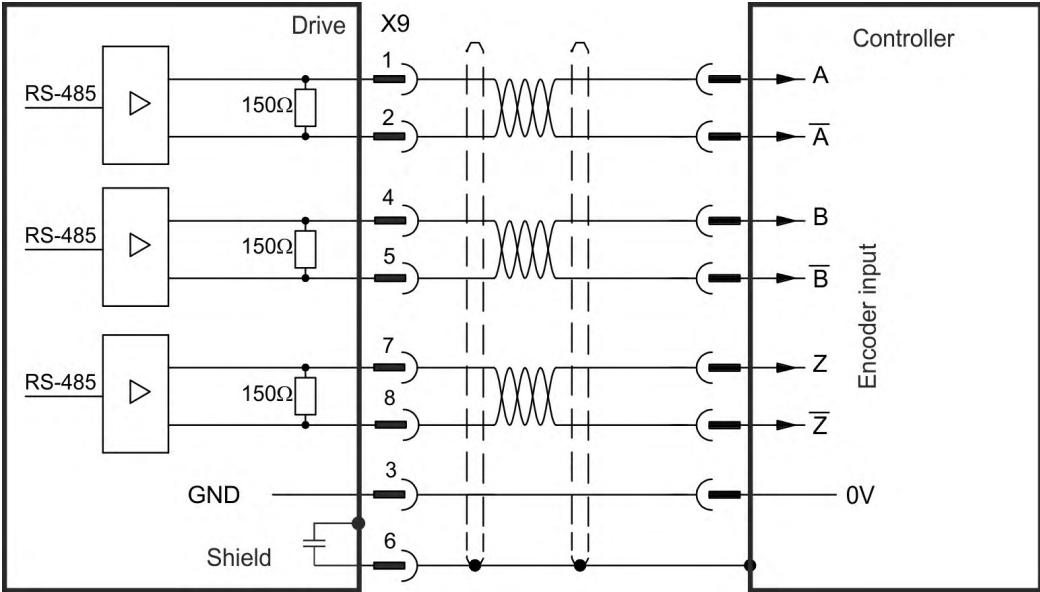 Drive X9
Controller
1
RS-485
150Ω
A
2
A̅
4
RS-485
150Ω
B
5
B̅
Encoder input
7
RS-485
150Ω
Z
8
Z̅
3
GND
0V
6
Shield